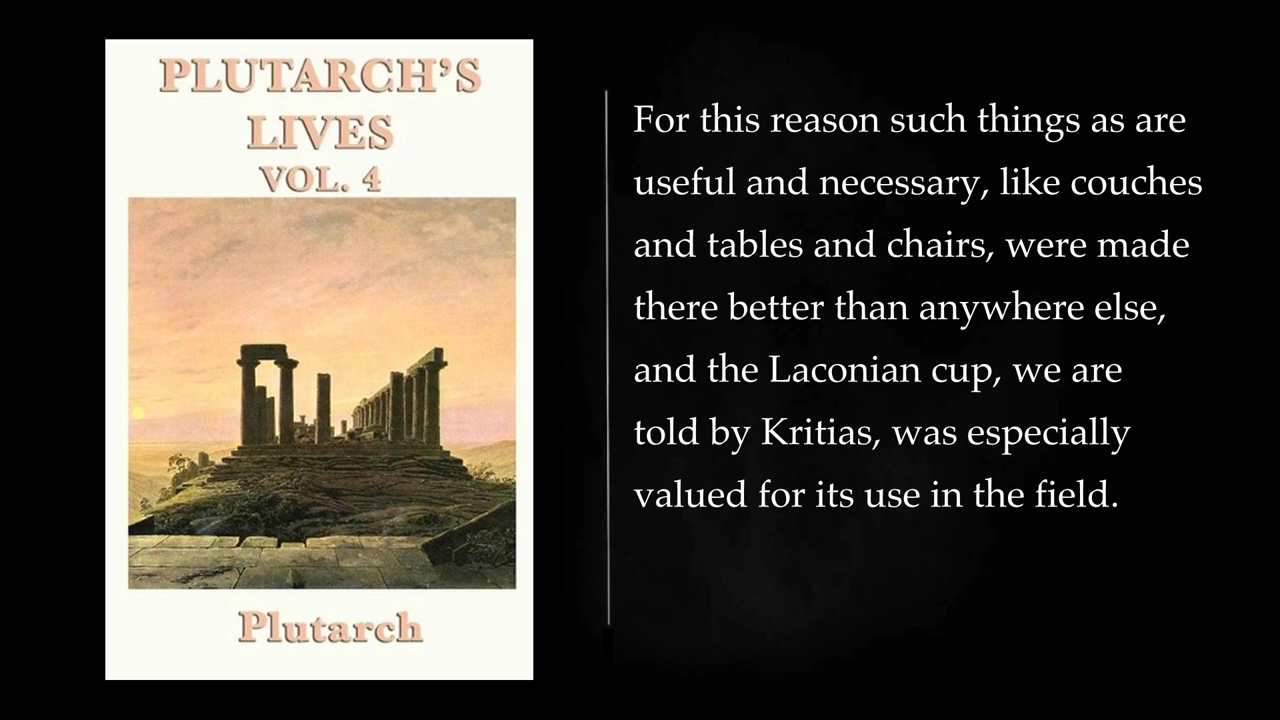 PLUTARCH'S
LIVES
VOL. 4
Plutarch
For this reason such things as are
useful and necessary, like couches
and tables and chairs, were made
there better than anywhere else,
and the Laconian cup, we are
told by Kritias, was especially
valued for its use in the field.